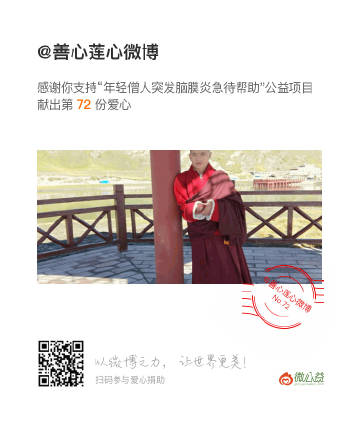 @善心莲心微博
感谢你支持“年轻僧人突发脑膜炎急待帮助”公益项目
献出第 72 份爱心
@善心莲心微博
No.72
以微博之力，让世界更美！
扫码参与爱心捐助
微公益